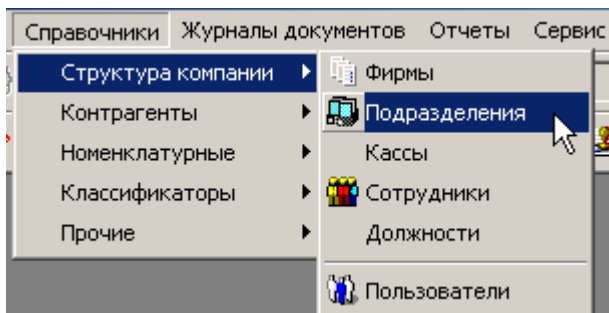 Справочники Журналы документов Отчеты Сервис
Структура компании
Контрагенты
Номенклатурные
Классификаторы
Прочие
Фирмы
Подразделения
Кассы
Сотрудники
Должности
Пользователи